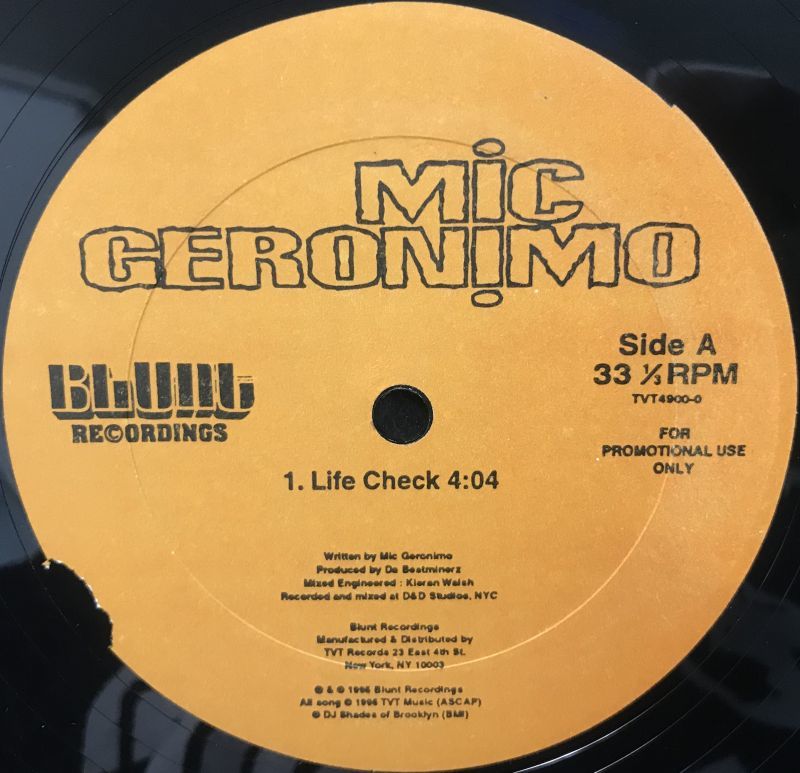 MiC
GERONiMO
BLUNT
RE©ORDINGS
Side A
33 ⅓ RPM
TVT4900-0
FOR
PROMOTIONAL USE
ONLY
1. Life Check 4:04
Written by Mic Geronimo
Produced by Da Beatminerz
Mixed Engineered : Kieran Walsh
Recorded and mixed at D&D Studios, NYC
Blunt Recordings
Manufactured & Distributed by
TVT Records 23 East 4th St.
New York, NY 10003
℗ & © 1996 Blunt Recordings
All song © 1996 TVT Music (ASCAP)
© DJ Shades of Brooklyn (BMI)